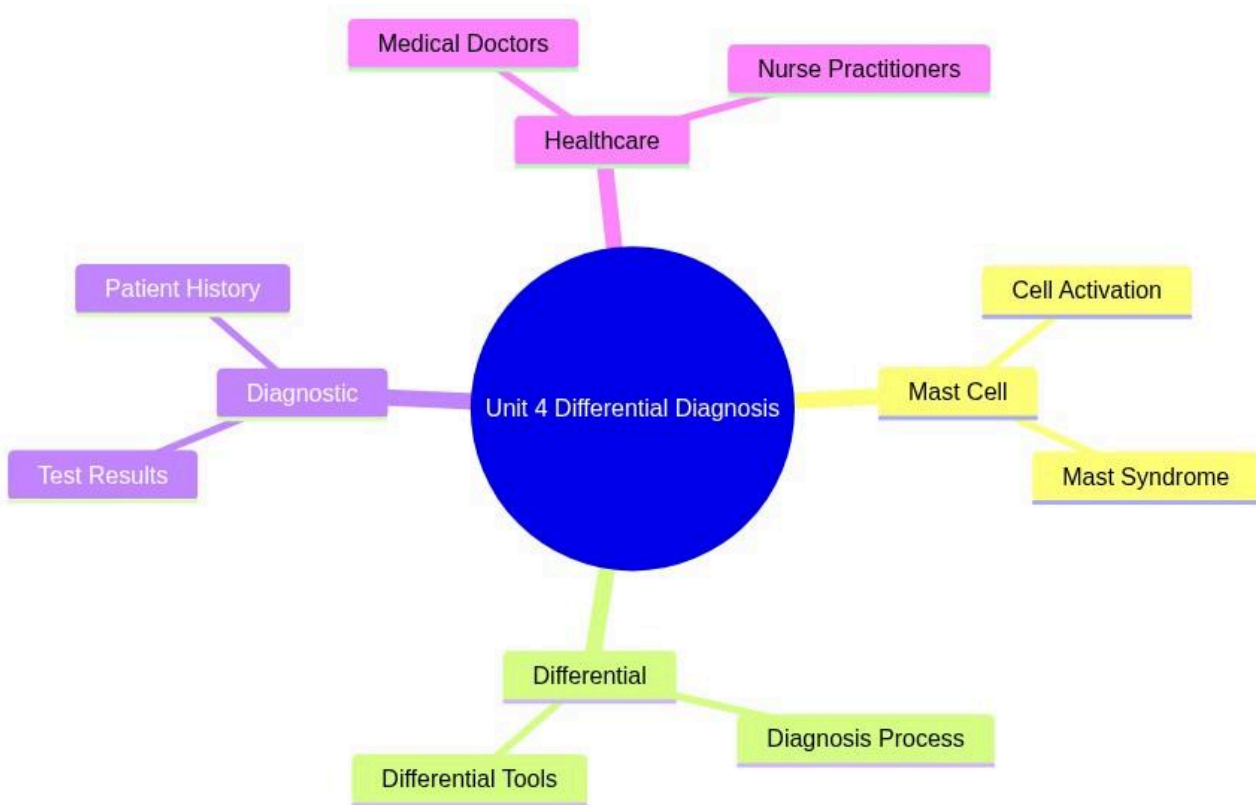 Medical Doctors
Nurse Practitioners
Healthcare
Patient History
Cell Activation
Diagnostic
Unit 4 Differential Diagnosis
Mast Cell
Test Results
Mast Syndrome
Differential
Diagnosis Process
Differential Tools